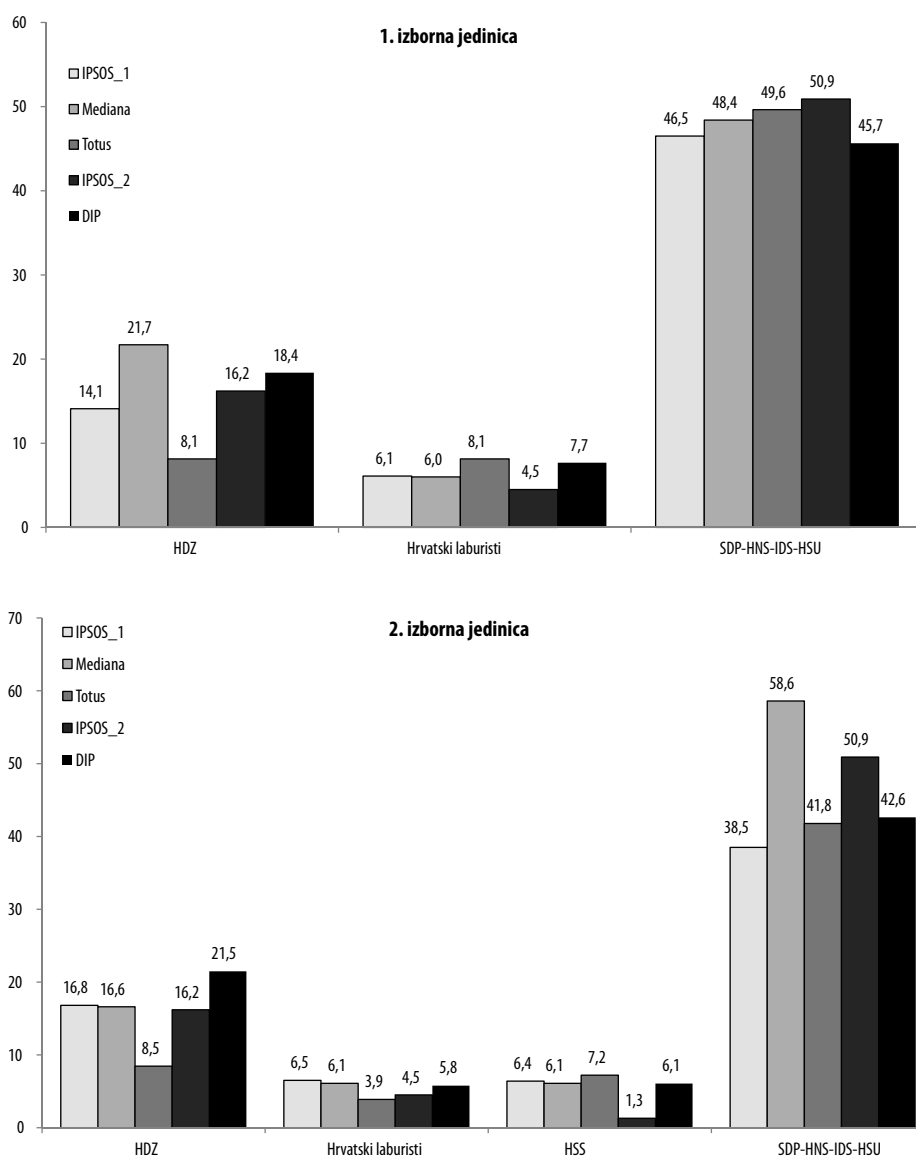 1. izborna jedinica
60
50
40
30
20
10
0
IPSOS_1
Mediana
Totus
IPSOS_2
DIP
14,1
21,7
8,1
16,2
18,4
6,1
6,0
8,1
4,5
7,7
46,5
48,4
49,6
50,9
45,7
HDZ
Hrvatski laburisti
SDP-HNS-IDS-HSU
2. izborna jedinica
70
60
50
40
30
20
10
0
IPSOS_1
Mediana
Totus
IPSOS_2
DIP
16,8
16,6
8,5
16,2
21,5
6,5
6,1
3,9
4,5
5,8
6,4
6,1
7,2
1,3
6,1
38,5
58,6
41,8
50,9
42,6
HDZ
Hrvatski laburisti
HSS
SDP-HNS-IDS-HSU